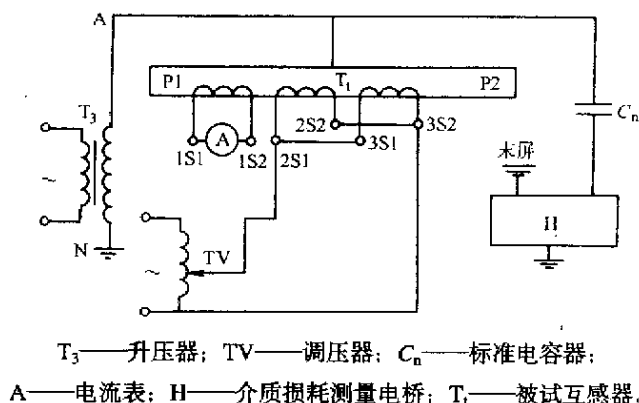 A
P1
T₁
P2
T₃
2S2
3S2
Cₙ
A
1S1
1S2
2S1
3S1
末屏
~
H
N
TV
~
T₃——升压器；TV——调压器；Cₙ——标准电容器；
A——电流表；H——介质损耗测量电桥；T₁——被试互感器.